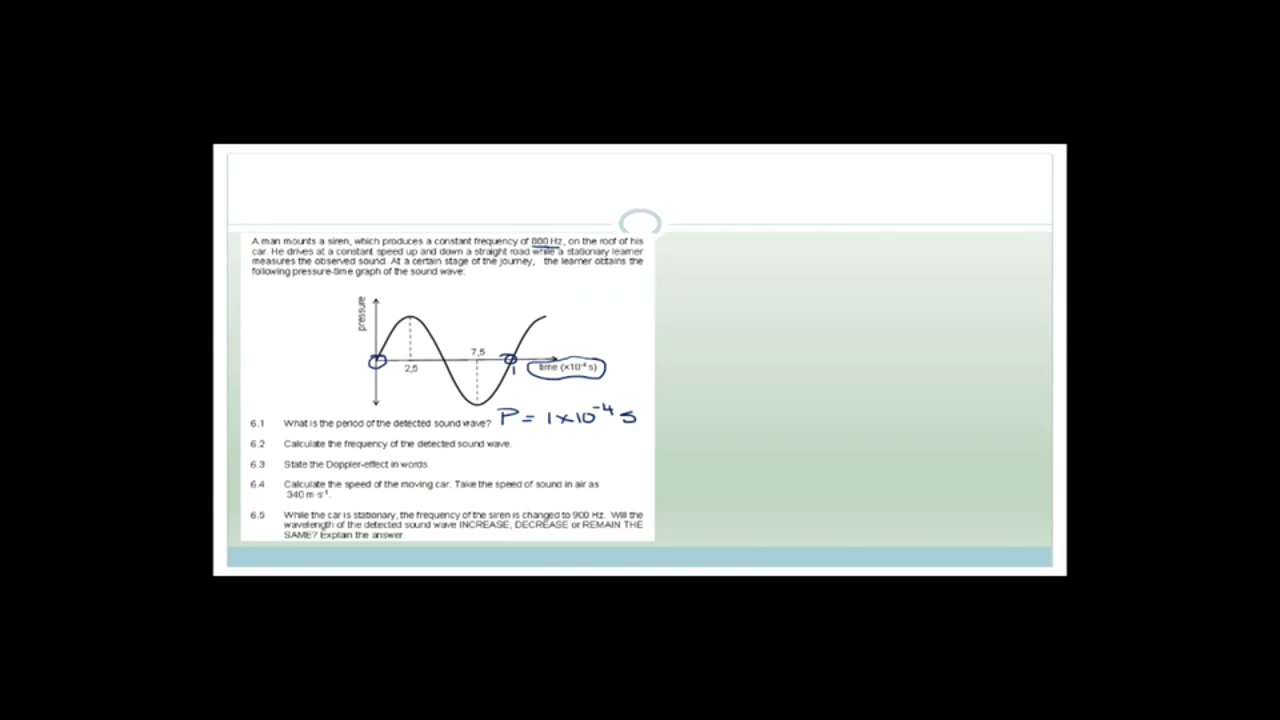 A man mounts a siren, which produces a constant frequency of 800 Hz, on the roof of his
car. He drives at a constant speed up and down a straight road while a stationary learner
measures the observed sound. At a certain stage of the journey, the learner obtains the
following pressure-time graph of the sound wave:
pressure
7,5
2,5
1
time (×10⁻⁴ s)
6.1 What is the period of the detected sound wave? P = 1×10⁻⁴ s
6.2 Calculate the frequency of the detected sound wave.
6.3 State the Doppler-effect in words
6.4 Calculate the speed of the moving car. Take the speed of sound in air as
340 m·s⁻¹.
6.5 While the car is stationary, the frequency of the siren is changed to 900 Hz. Will the
wavelength of the detected sound wave INCREASE, DECREASE or REMAIN THE
SAME? Explain the answer.